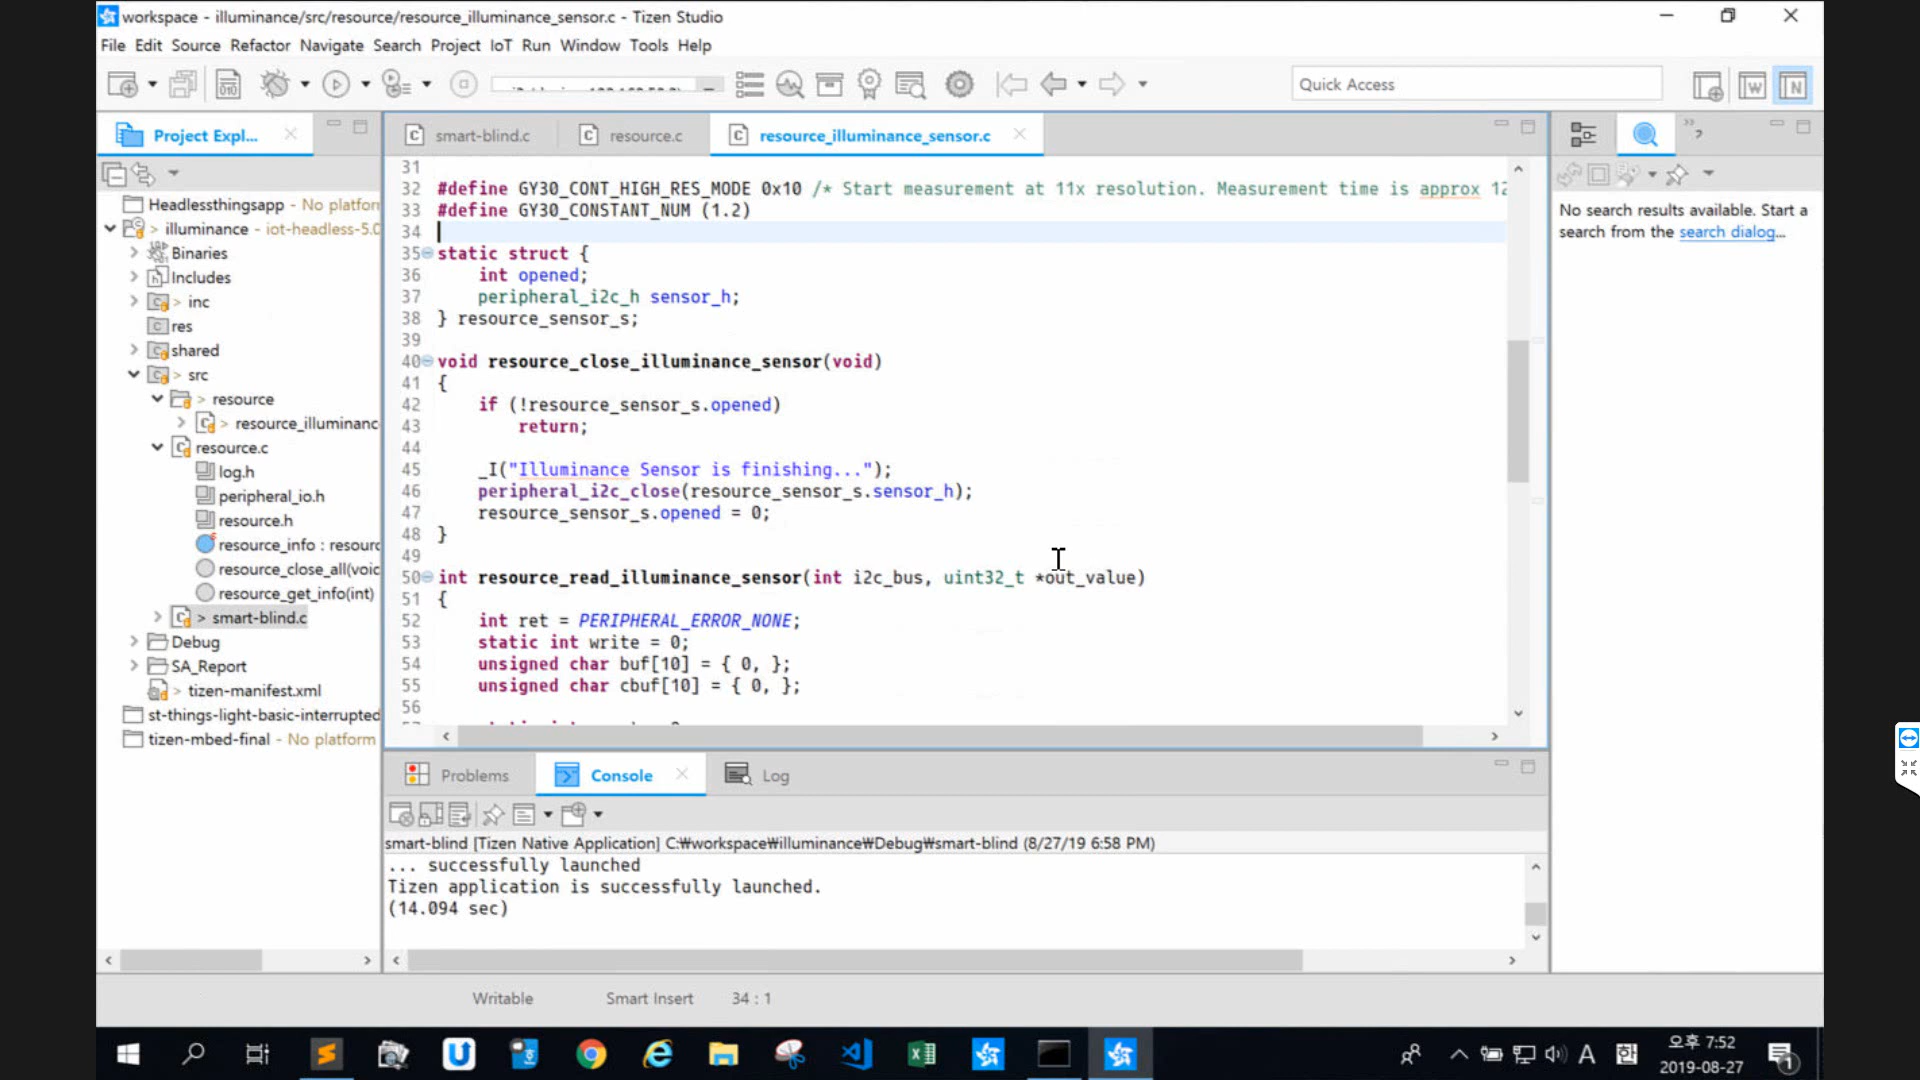 workspace - illuminance/src/resource/resource_illuminance_sensor.c - Tizen Studio
File Edit Source Refactor Navigate Search Project IoT Run Window Tools Help
Quick Access
Project Expl...
smart-blind.c
resource.c
resource_illuminance_sensor.c
Headlessthingsapp - No platforn
> illuminance - iot-headless-5.0
Binaries
Includes
> inc
res
shared
> src
> resource
> resource_illuminanc
resource.c
log.h
peripheral_io.h
resource.h
resource_info : resourc
resource_close_all(voic
resource_get_info(int)
> smart-blind.c
Debug
SA_Report
> tizen-manifest.xml
st-things-light-basic-interrupted
tizen-mbed-final - No platform
31
32 #define GY30_CONT_HIGH_RES_MODE 0x10 /* Start measurement at 11x resolution. Measurement time is approx 12
33 #define GY30_CONSTANT_NUM (1.2)
34
35 static struct {
36 int opened;
37 peripheral_i2c_h sensor_h;
38 } resource_sensor_s;
39
40 void resource_close_illuminance_sensor(void)
41 {
42 if (!resource_sensor_s.opened)
43 return;
44
45 _I("Illuminance Sensor is finishing...");
46 peripheral_i2c_close(resource_sensor_s.sensor_h);
47 resource_sensor_s.opened = 0;
48 }
49
50 int resource_read_illuminance_sensor(int i2c_bus, uint32_t *out_value)
51 {
52 int ret = PERIPHERAL_ERROR_NONE;
53 static int write = 0;
54 unsigned char buf[10] = { 0, };
55 unsigned char cbuf[10] = { 0, };
56
No search results available. Start a
search from the search dialog...
Problems
Console
Log
smart-blind [Tizen Native Application] C:₩workspace₩illuminance₩Debug₩smart-blind (8/27/19 6:58 PM)
... successfully launched
Tizen application is successfully launched.
(14.094 sec)
Writable
Smart Insert
34 : 1
A
한
오후 7:52
2019-08-27
1